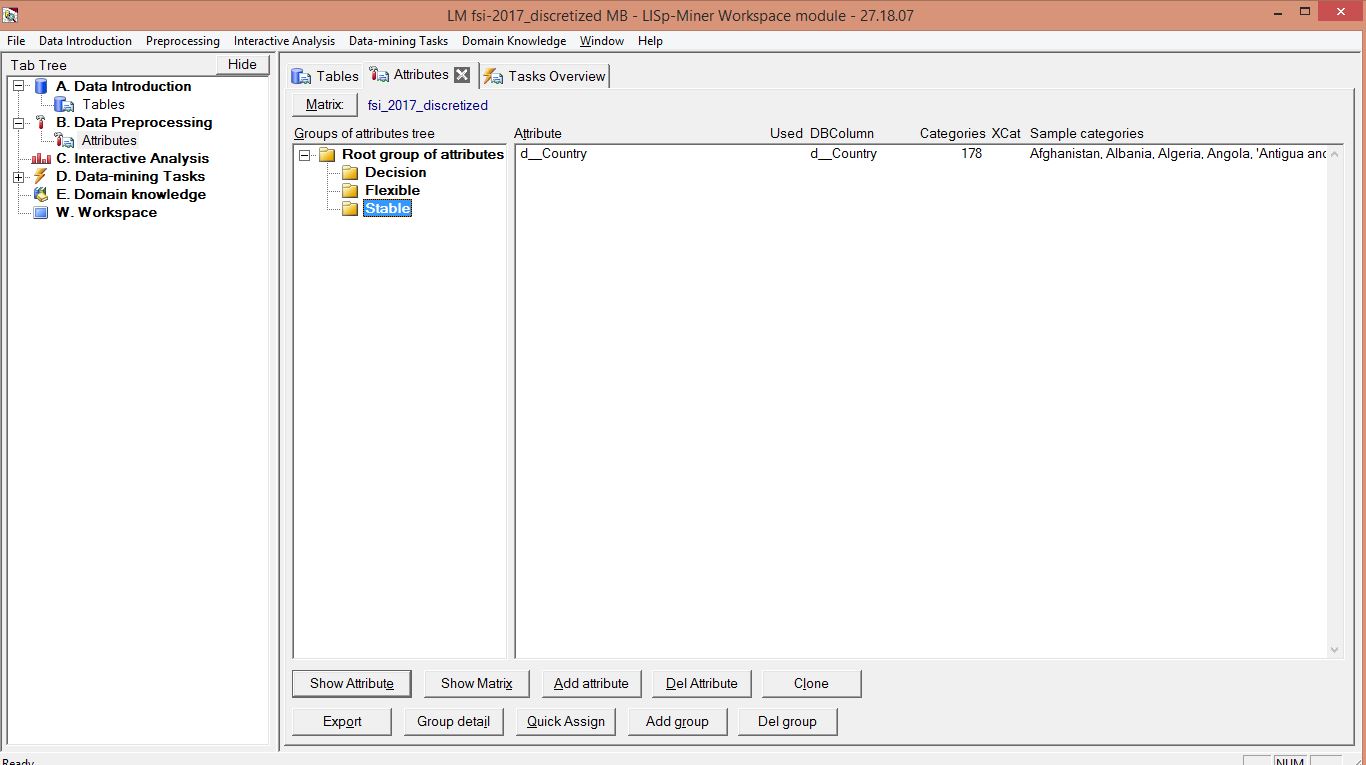 LM fsi-2017_discretized MB - LISp-Miner Workspace module - 27.18.07
File Data Introduction Preprocessing Interactive Analysis Data-mining Tasks Domain Knowledge Window Help
Tab Tree Hide
A. Data Introduction
Tables
B. Data Preprocessing
Attributes
C. Interactive Analysis
D. Data-mining Tasks
E. Domain knowledge
W. Workspace
Tables Attributes Tasks Overview
Matrix: fsi_2017_discretized
Groups of attributes tree Attribute Used DBColumn Categories XCat Sample categories
Root group of attributes
Decision
Flexible
Stable
d__Country d__Country 178 Afghanistan, Albania, Algeria, Angola, 'Antigua and
Show Attribute Show Matrix Add attribute Del Attribute Clone
Export Group detail Quick Assign Add group Del group
Ready NUM